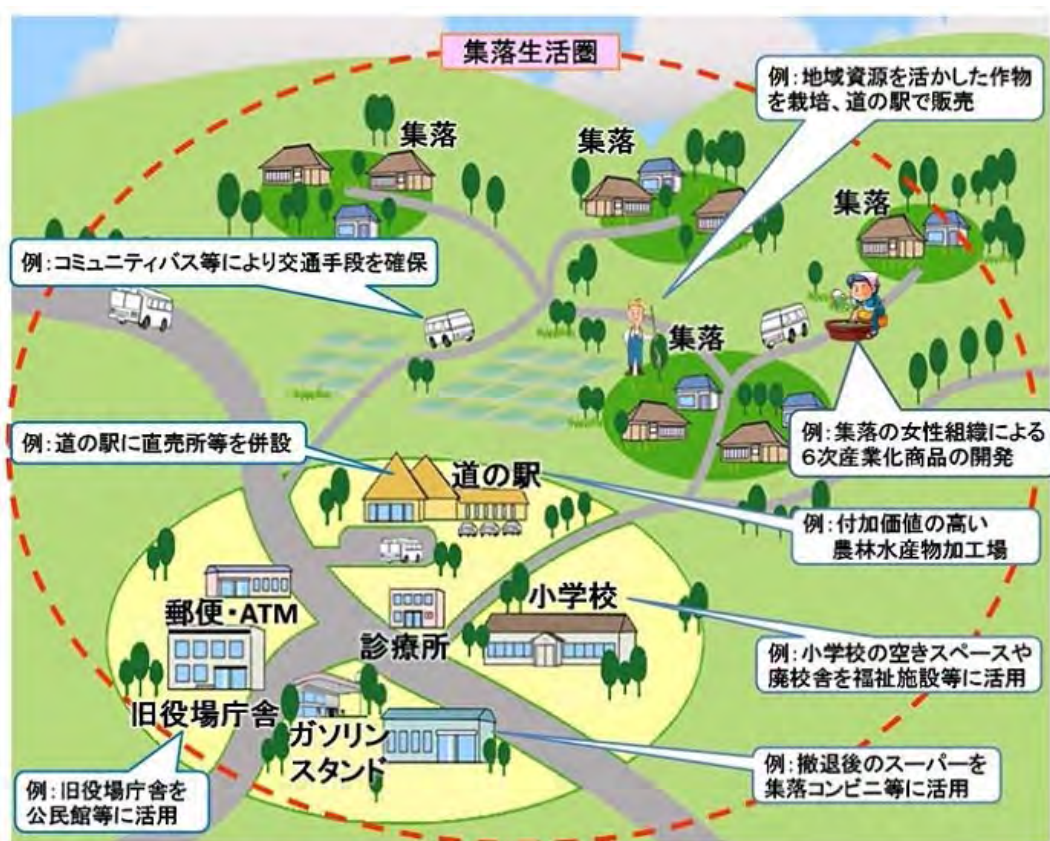 集落生活圏
例：地域資源を活かした作物
を栽培、道の駅で販売
集落
集落
集落
例：コミュニティバス等により交通手段を確保
集落
例：道の駅に直売所等を併設
例：集落の女性組織による
6次産業化商品の開発
道の駅
例：付加価値の高い
農林水産物加工場
郵便・ATM
小学校
診療所
例：小学校の空きスペースや
廃校舎を福祉施設等に活用
旧役場庁舎
ガソリン
スタンド
例：旧役場庁舎を
公民館等に活用
例：撤退後のスーパーを
集落コンビニ等に活用